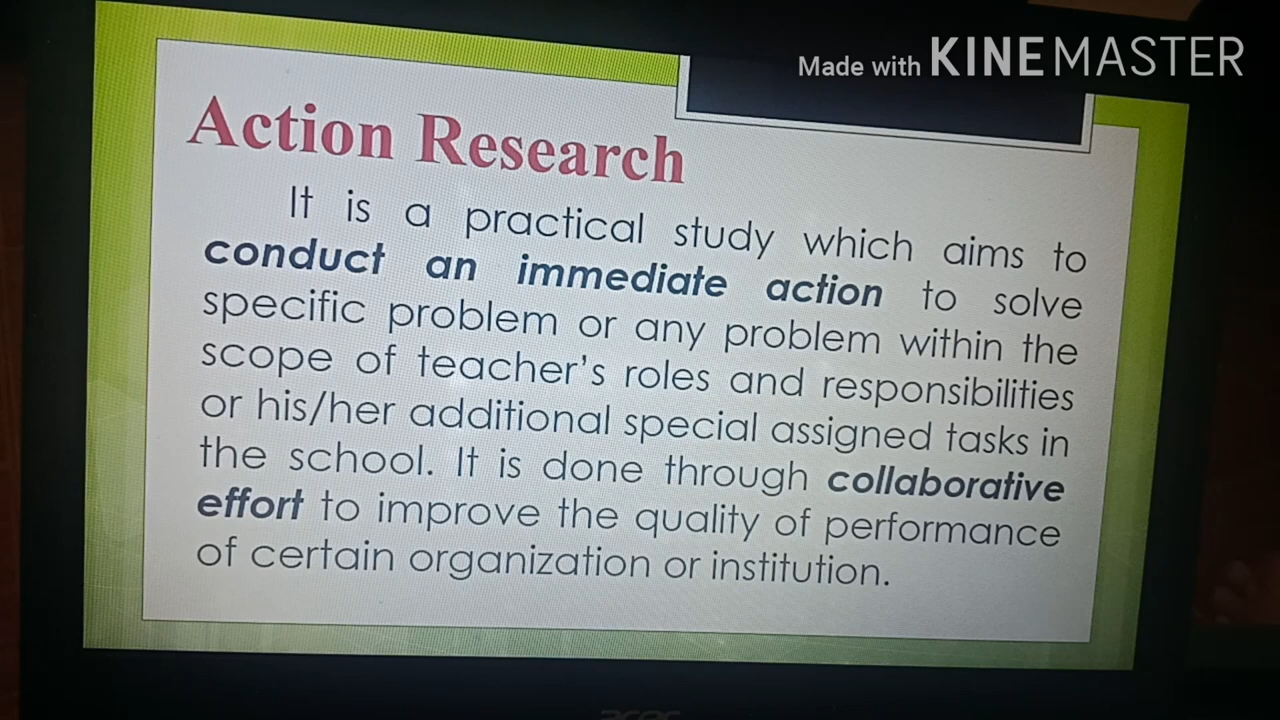 Made with KINEMASTER
Action Research
It is a practical study which aims to
conduct an immediate action to solve
specific problem or any problem within the
scope of teacher's roles and responsibilities
or his/her additional special assigned tasks in
the school. It is done through collaborative
effort to improve the quality of performance
of certain organization or institution.
acer